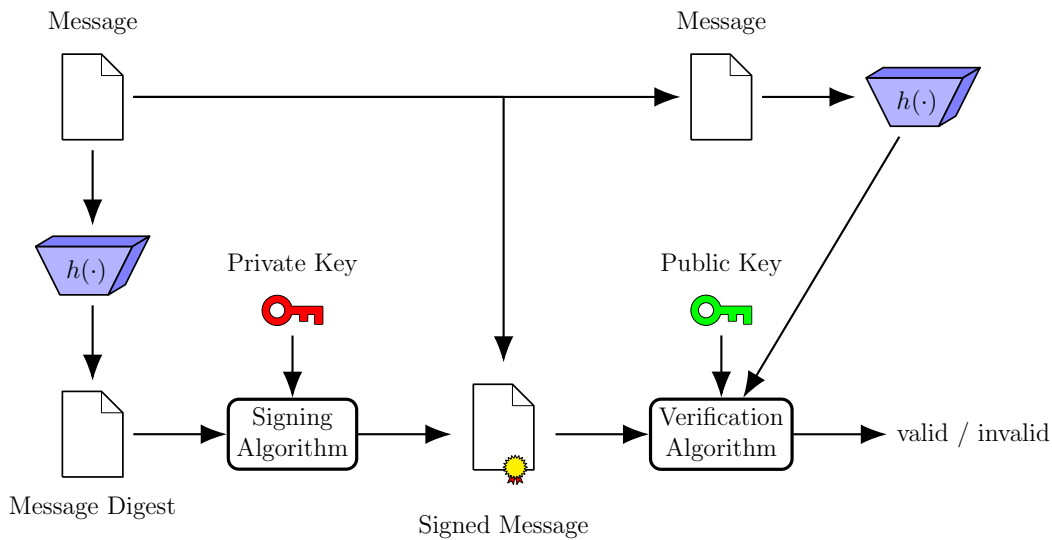 Message
Message
h(·)
h(·)
Private Key
Public Key
Signing
Algorithm
Verification
Algorithm
valid / invalid
Message Digest
Signed Message